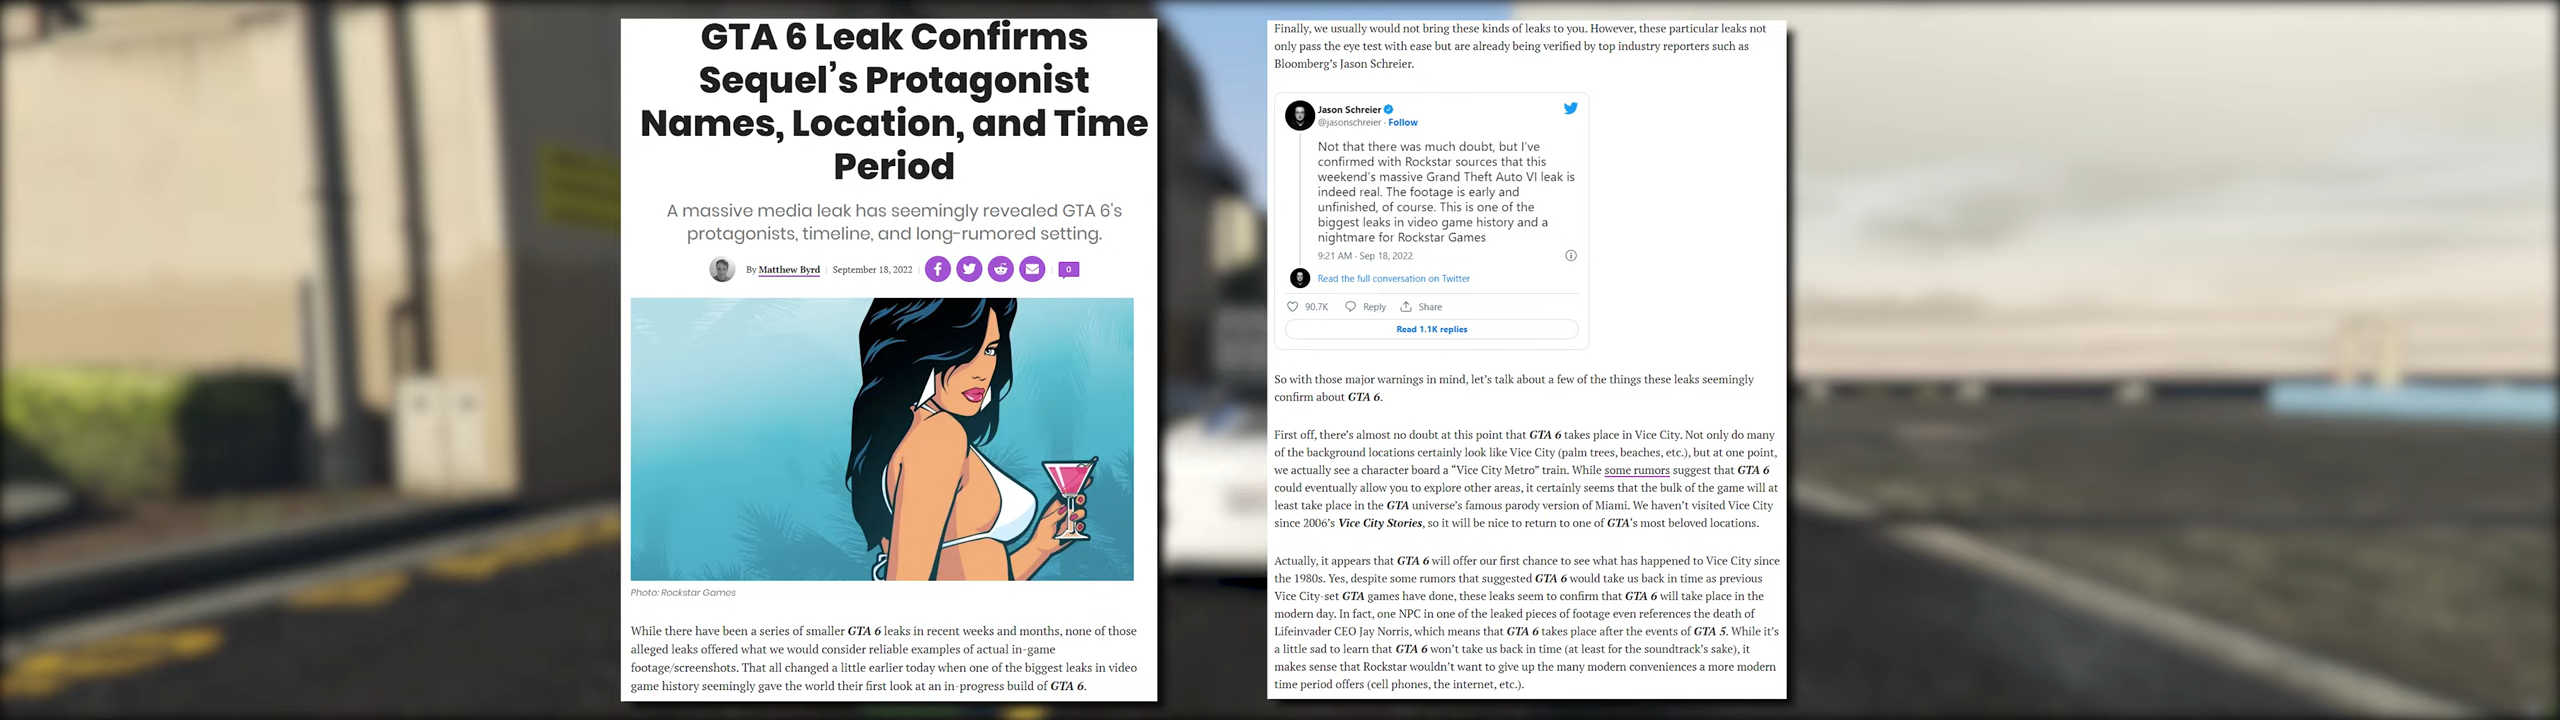 GTA 6 Leak Confirms
Sequel’s Protagonist
Names, Location, and Time
Period
A massive media leak has seemingly revealed GTA 6's
protagonists, timeline, and long-rumored setting.
By Matthew Byrd | September 18, 2022 | 0
Photo: Rockstar Games
While there have been a series of smaller GTA 6 leaks in recent weeks and months, none of those
alleged leaks offered what we would consider reliable examples of actual in-game
footage/screenshots. That all changed a little earlier today when one of the biggest leaks in video
game history seemingly gave the world their first look at an in-progress build of GTA 6.
Finally, we usually would not bring these kinds of leaks to you. However, these particular leaks not
only pass the eye test with ease but are already being verified by top industry reporters such as
Bloomberg’s Jason Schreier.
Jason Schreier
@jasonschreier · Follow
Not that there was much doubt, but I’ve
confirmed with Rockstar sources that this
weekend's massive Grand Theft Auto VI leak is
indeed real. The footage is early and
unfinished, of course. This is one of the
biggest leaks in video game history and a
nightmare for Rockstar Games
9:21 AM · Sep 18, 2022
Read the full conversation on Twitter
90.7K Reply Share
Read 1.1K replies
So with those major warnings in mind, let’s talk about a few of the things these leaks seemingly
confirm about GTA 6.
First off, there’s almost no doubt at this point that GTA 6 takes place in Vice City. Not only do many
of the background locations certainly look like Vice City (palm trees, beaches, etc.), but at one point,
we actually see a character board a “Vice City Metro” train. While some rumors suggest that GTA 6
could eventually allow you to explore other areas, it certainly seems that the bulk of the game will at
least take place in the GTA universe’s famous parody version of Miami. We haven’t visited Vice City
since 2006’s Vice City Stories, so it will be nice to return to one of GTA‘s most beloved locations.
Actually, it appears that GTA 6 will offer our first chance to see what has happened to Vice City since
the 1980s. Yes, despite some rumors that suggested GTA 6 would take us back in time as previous
Vice City-set GTA games have done, these leaks seem to confirm that GTA 6 will take place in the
modern day. In fact, one NPC in one of the leaked pieces of footage even references the death of
Lifeinvader CEO Jay Norris, which means that GTA 6 takes place after the events of GTA 5. While it’s
a little sad to learn that GTA 6 won’t take us back in time (at least for the soundtrack’s sake), it
makes sense that Rockstar wouldn’t want to give up the many modern conveniences a more modern
time period offers (cell phones, the internet, etc.).